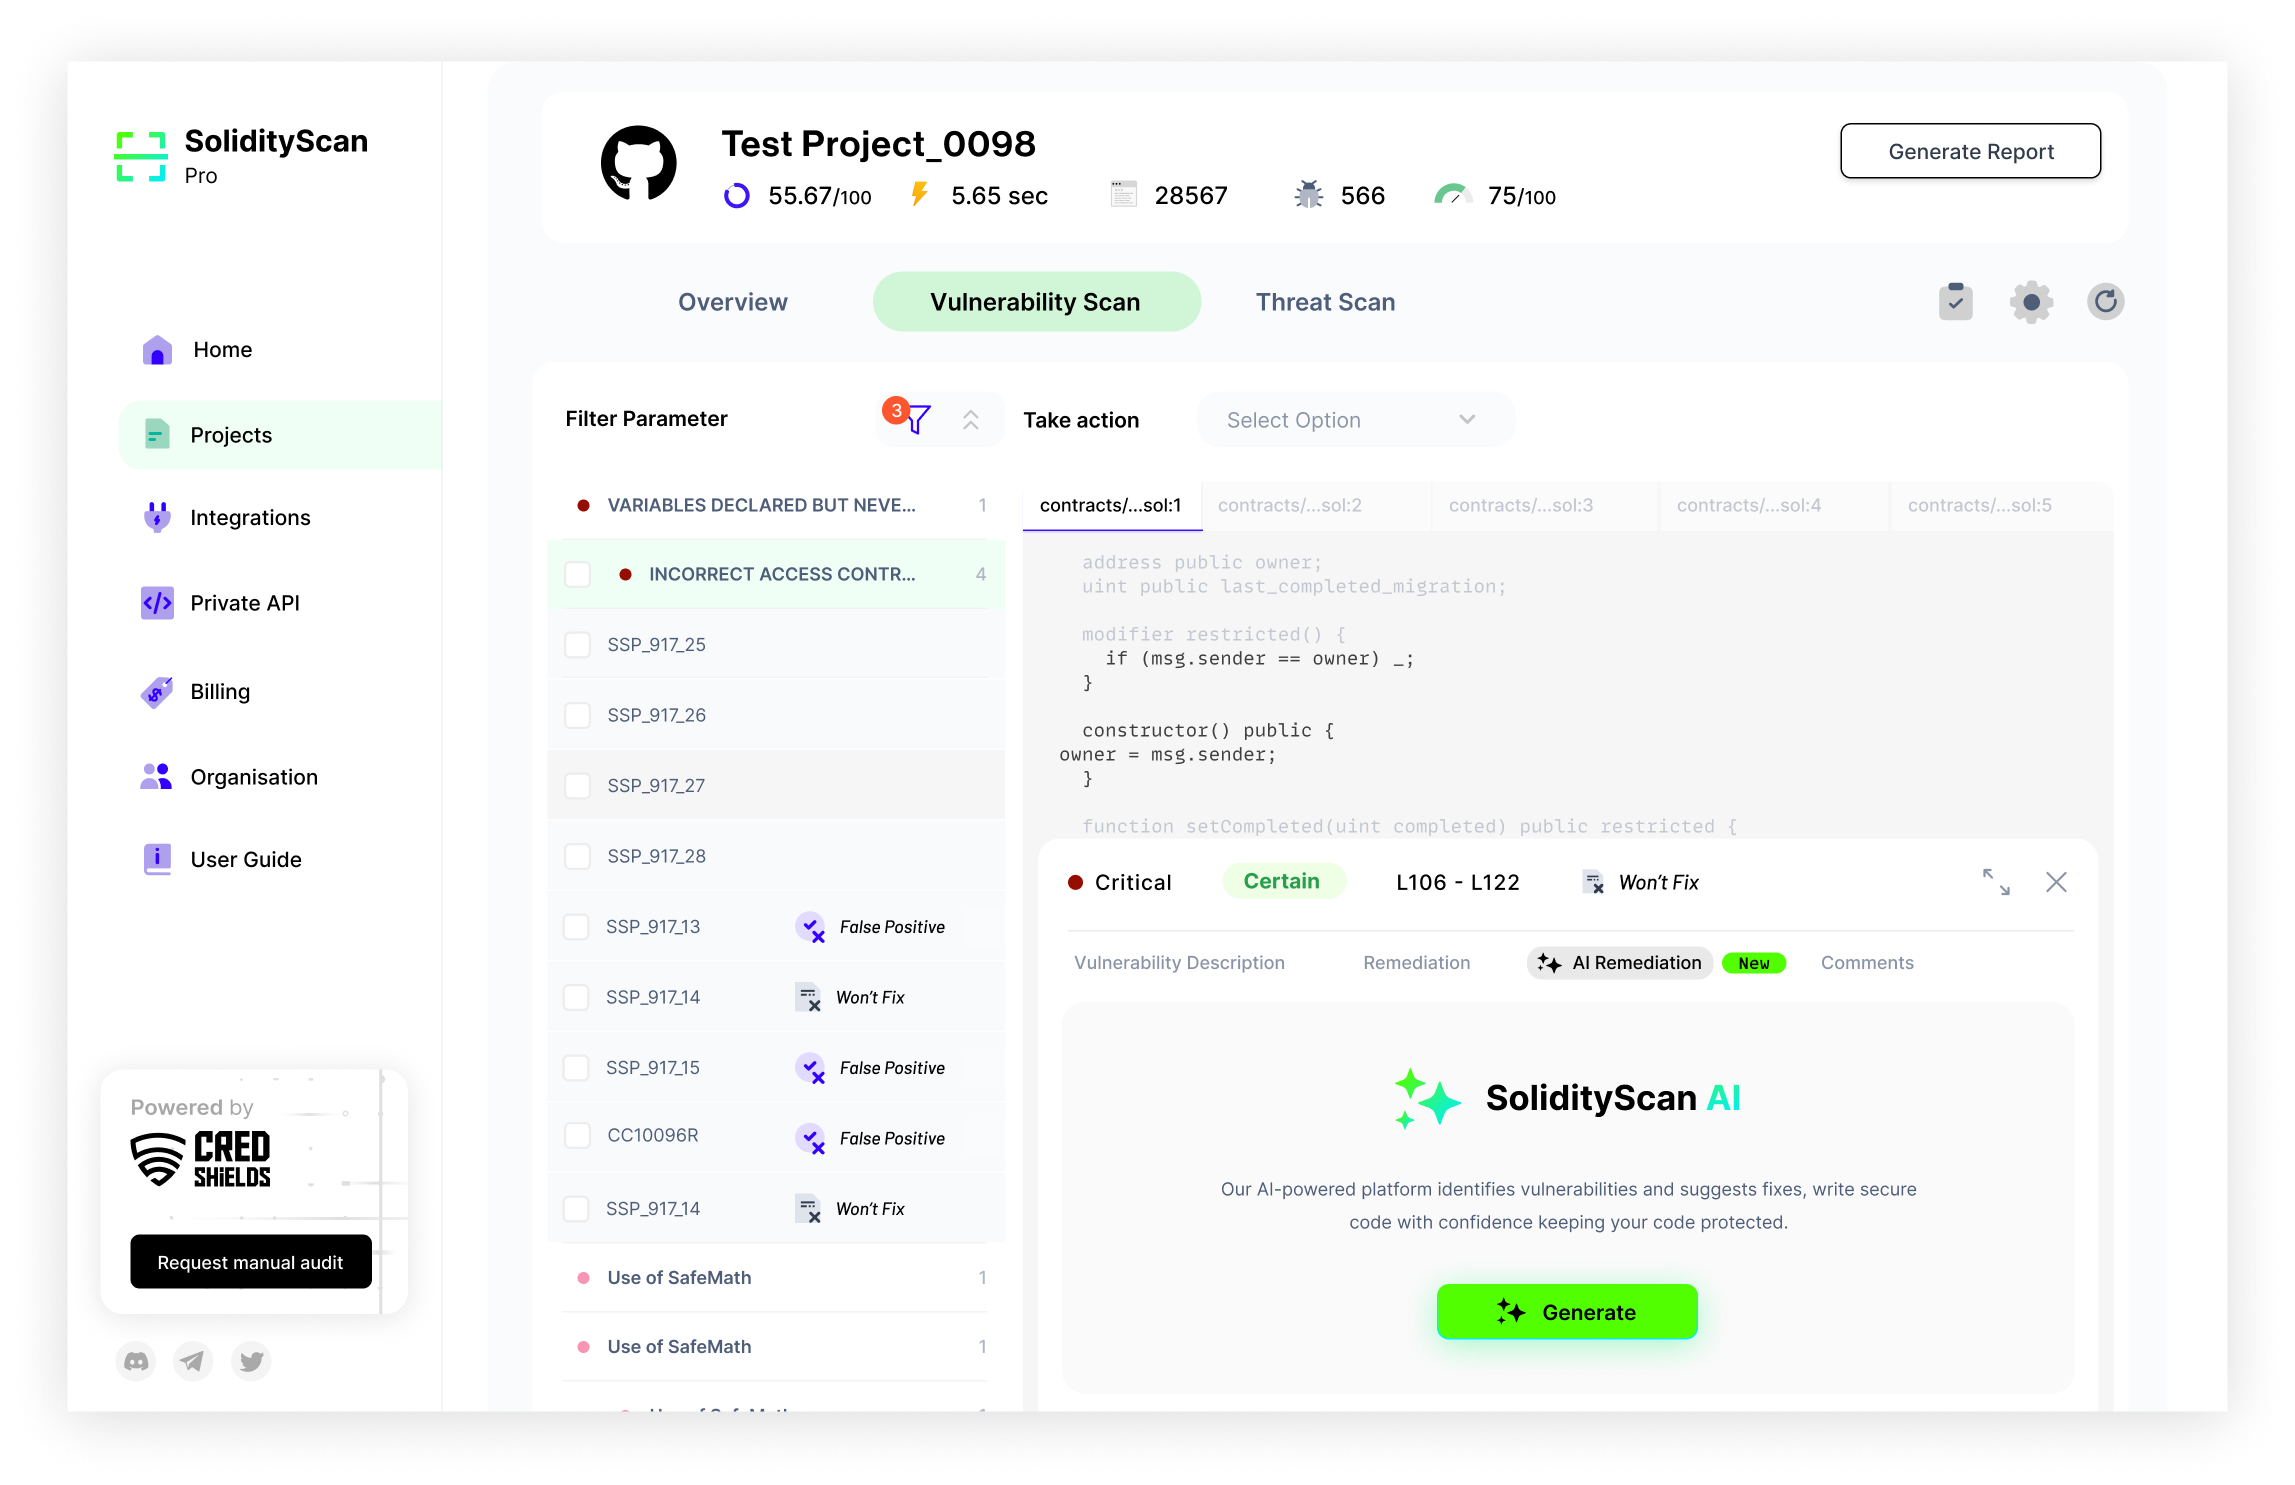 SolidityScan
Pro
Home
Projects
Integrations
Private API
Billing
Organisation
User Guide
Powered by
CRED
SHiELDS
Request manual audit
Test Project_0098
55.67/100
5.65 sec
28567
566
75/100
Generate Report
Overview
Vulnerability Scan
Threat Scan
Filter Parameter
3
Take action
Select Option
VARIABLES DECLARED BUT NEVE... 1
INCORRECT ACCESS CONTR... 4
SSP_917_25
SSP_917_26
SSP_917_27
SSP_917_28
SSP_917_13 False Positive
SSP_917_14 Won't Fix
SSP_917_15 False Positive
CC10096R False Positive
SSP_917_14 Won't Fix
Use of SafeMath 1
Use of SafeMath 1
contracts/...sol:1
contracts/...sol:2
contracts/...sol:3
contracts/...sol:4
contracts/...sol:5
address public owner;
uint public last_completed_migration;
modifier restricted() {
if (msg.sender == owner) _;
}
constructor() public {
owner = msg.sender;
}
function setCompleted(uint completed) public restricted {
Critical
Certain
L106 - L122
Won't Fix
Vulnerability Description
Remediation
AI Remediation
New
Comments
SolidityScan AI
Our AI-powered platform identifies vulnerabilities and suggests fixes, write secure
code with confidence keeping your code protected.
Generate